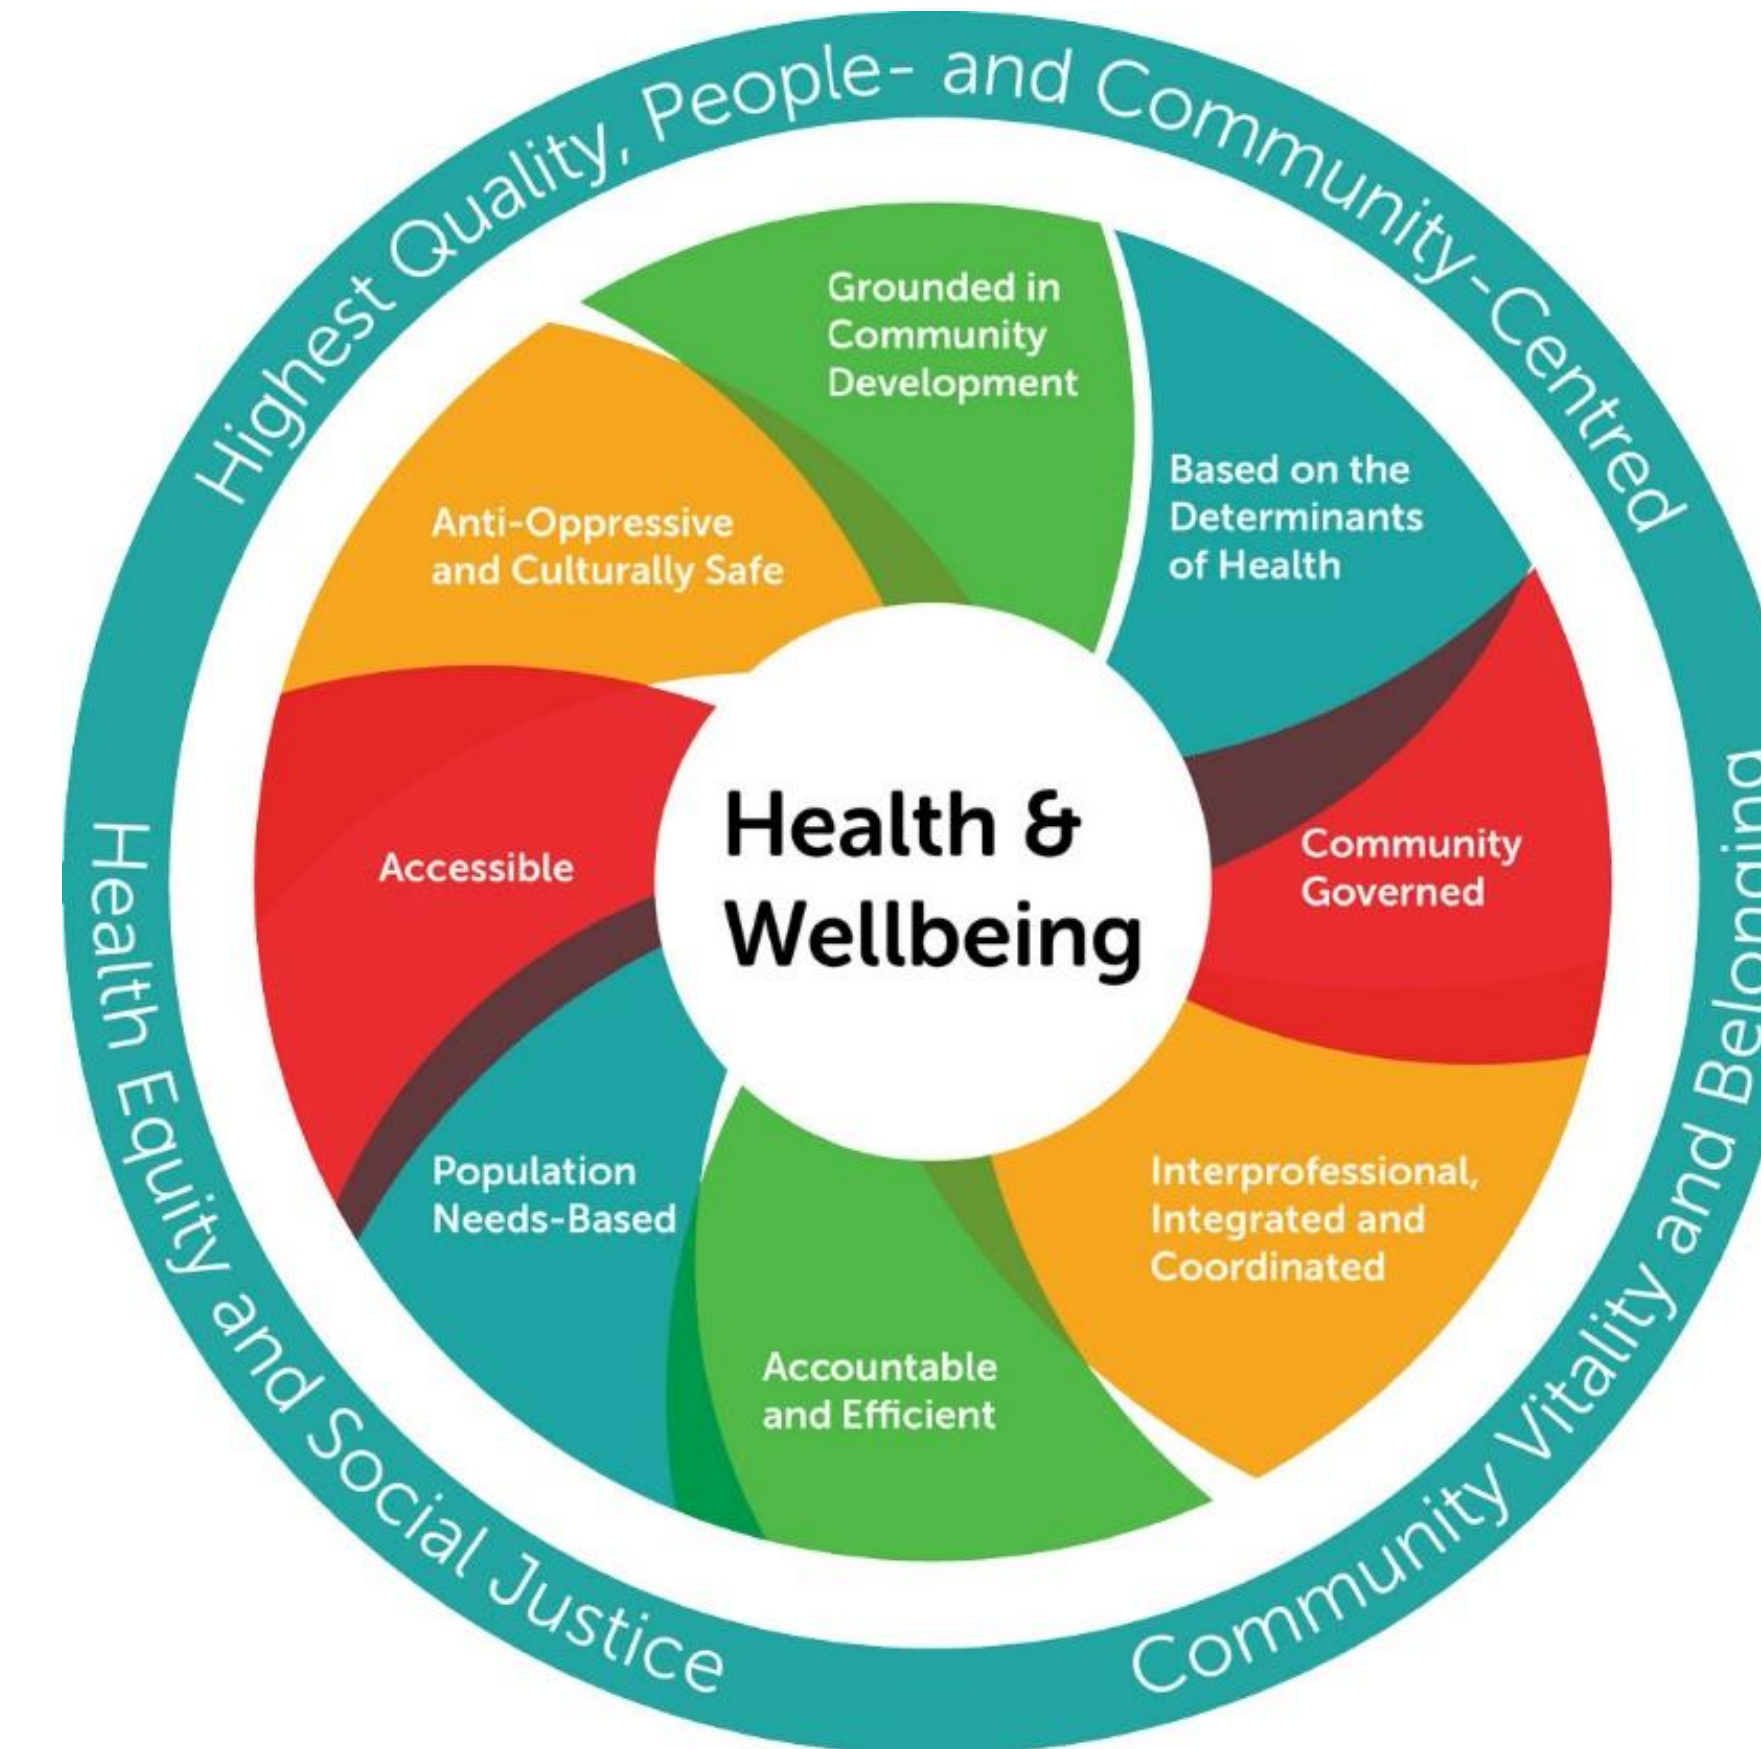 Highest Quality, People- and Community-Centred
Grounded in
Community
Development
Based on the
Determinants
of Health
Anti-Oppressive
and Culturally Safe
Health &
Wellbeing
Accessible
Community
Governed
Population
Needs-Based
Interprofessional,
Integrated and
Coordinated
Accountable
and Efficient
Health Equity and Social Justice
Community Vitality and Belonging